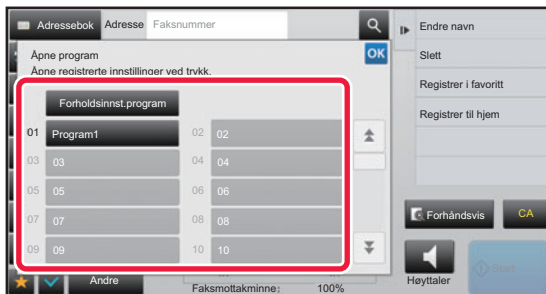 Adressebok Adresse Faksnummer
Åpne program
Åpne registrerte innstillinger ved trykk.
OK
Forholdsinnst.program
01 Program1 02 02
03 03 04 04
05 05 06 06
07 07 08 08
09 09 10 10
Andre
Faksmottakminne: 100%
Endre navn
Slett
Registrer i favoritt
Registrer til hjem
Forhåndsvis CA
Høyttaler Start